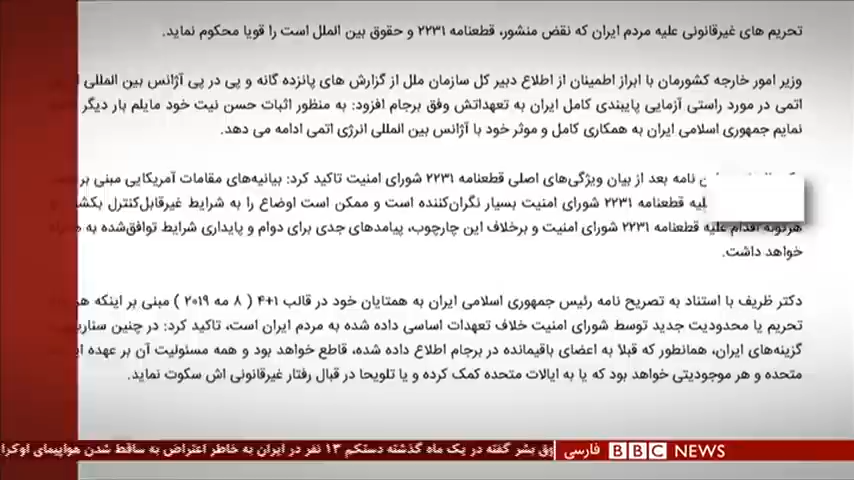 تحریم های غیرقانونی علیه مردم ایران که نقض منشور، قطعنامه ۲۲۳۱ و حقوق بین الملل است را قویا محکوم نماید.
وزیر امور خارجه کشورمان با ابراز اطمینان از اطلاع دبیر کل سازمان ملل از گزارش های پانزده گانه و پی در پی آژانس بین المللی
اتمی در مورد راستی آزمایی پایبندی کامل ایران به تعهداتش وفق برجام افزود: به منظور اثبات حسن نیت خود مایلم بار دیگر
نمایم جمهوری اسلامی ایران به همکاری کامل و موثر خود با آژانس بین المللی انرژی اتمی ادامه می دهد.
نامه بعد از بیان ویژگی‌های اصلی قطعنامه ۲۲۳۱ شورای امنیت تاکید کرد: بیانیه‌های مقامات آمریکایی مبنی بر
قطعنامه ۲۲۳۱ شورای امنیت بسیار نگران‌کننده است و ممکن است اوضاع را به شرایط غیرقابل‌کنترل
هرگونه اقدام علیه قطعنامه ۲۲۳۱ شورای امنیت و برخلاف این چارچوب، پیامدهای جدی برای دوام و پایداری شرایط توافق‌شده به
خواهد داشت.
دکتر ظریف با استناد به تصریح نامه رئیس جمهوری اسلامی ایران به همتایان خود در قالب ۱+۴ ( ۸ مه ۲۰۱۹ ) مبنی بر اینکه
تحریم یا محدودیت جدید توسط شورای امنیت خلاف تعهدات اساسی داده شده به مردم ایران است، تاکید کرد: در چنین
گزینه‌های ایران، همانطور که قبلاً به اعضای باقیمانده در برجام اطلاع داده شده، قاطع خواهد بود و همه مسئولیت آن بر عهده
متحده و هر موجودیتی خواهد بود که یا به ایالات متحده کمک کرده و یا تلویحا در قبال رفتار غیرقانونی اش سکوت نماید.
BBC NEWS فارسی
وق بشر گفته در یک ماه گذشته دستکم ۱۳ نفر در ایران به خاطر اعتراض به ساقط شدن هواپیمای اوکرا